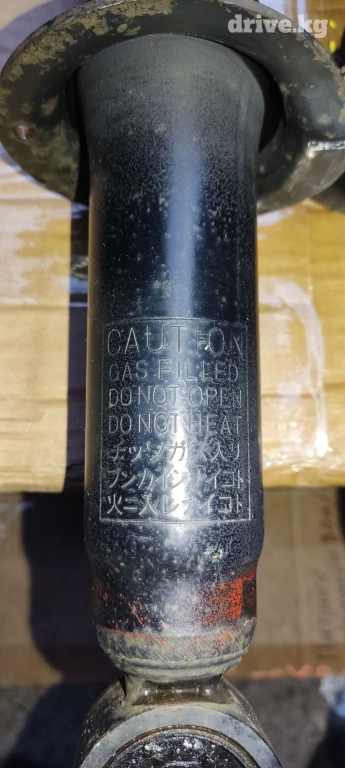 drive.kg
CAUTION
GAS FILLED
DO NOT OPEN
DO NOT HEAT
チッソガス入リ
ブンカイシナイコト
火ニ入レナイコト